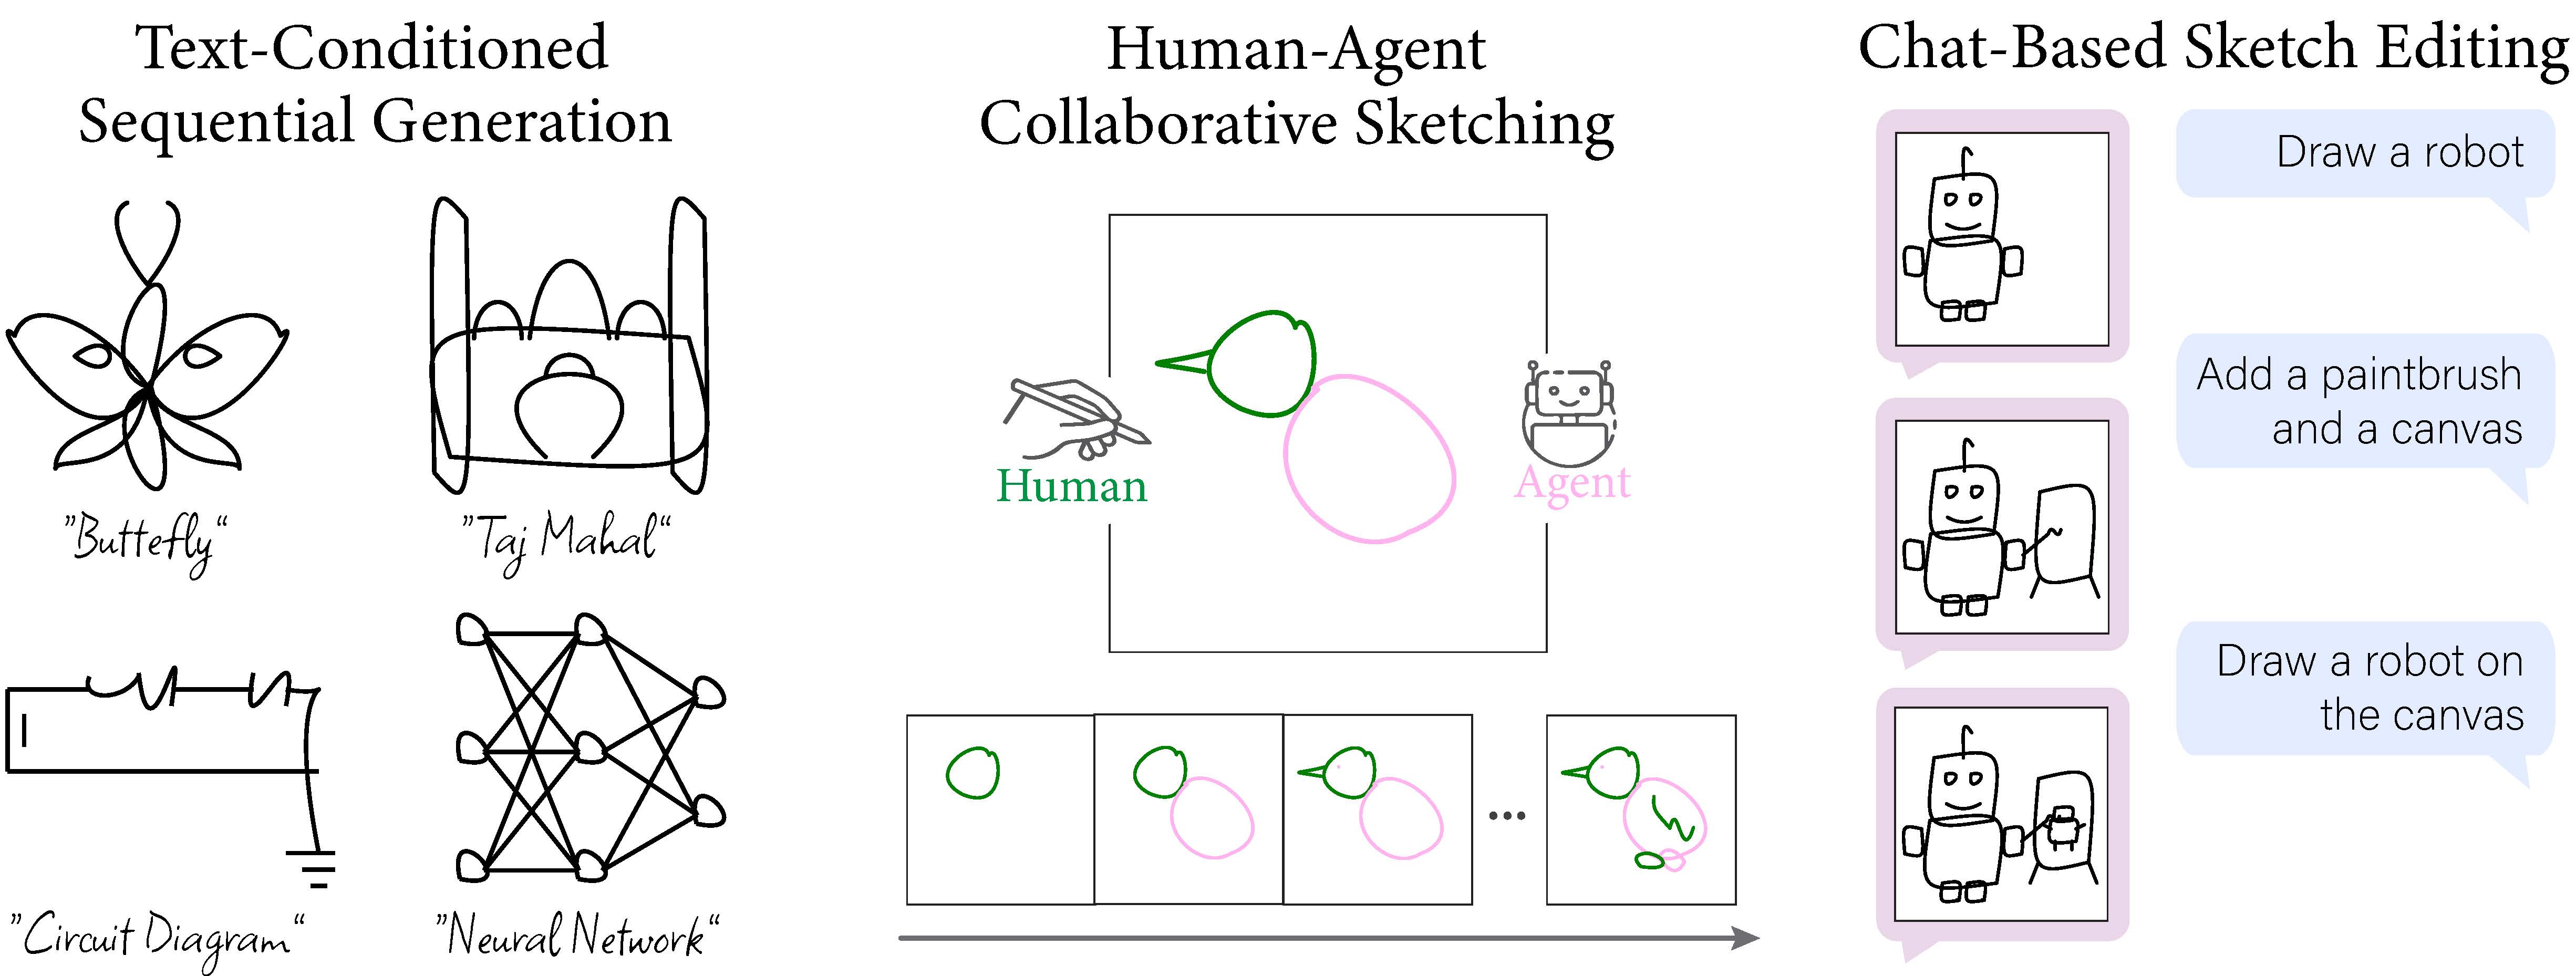 Text-Conditioned
Sequential Generation
"Buttefly"
"Taj Mahal"
"Circuit Diagram"
"Neural Network"
Human-Agent
Collaborative Sketching
Human
Agent
...
Chat-Based Sketch Editing
Draw a robot
Add a paintbrush
and a canvas
Draw a robot on
the canvas